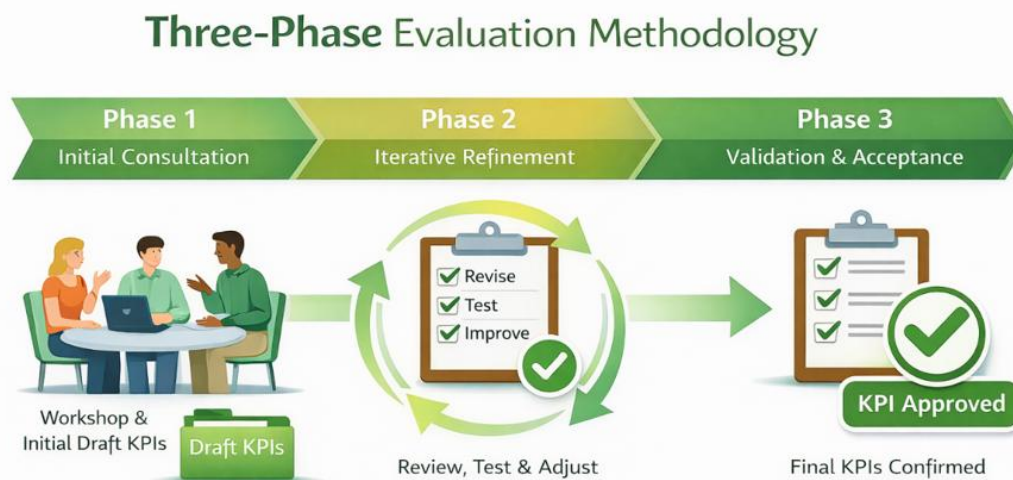 Three-Phase Evaluation Methodology
Phase 1
Initial Consultation
Phase 2
Iterative Refinement
Phase 3
Validation & Acceptance
Workshop &
Initial Draft KPIs
Draft KPIs
Revise
Test
Improve
Review, Test & Adjust
KPI Approved
Final KPIs Confirmed